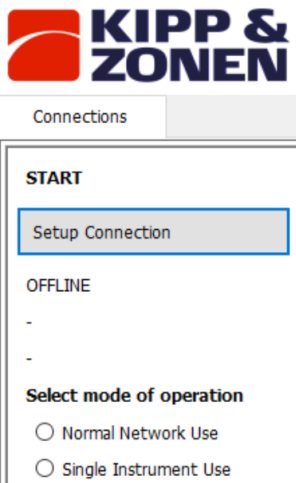 KIPP &
ZONEN
Connections
START
Setup Connection
OFFLINE
-
-
Select mode of operation
Normal Network Use
Single Instrument Use